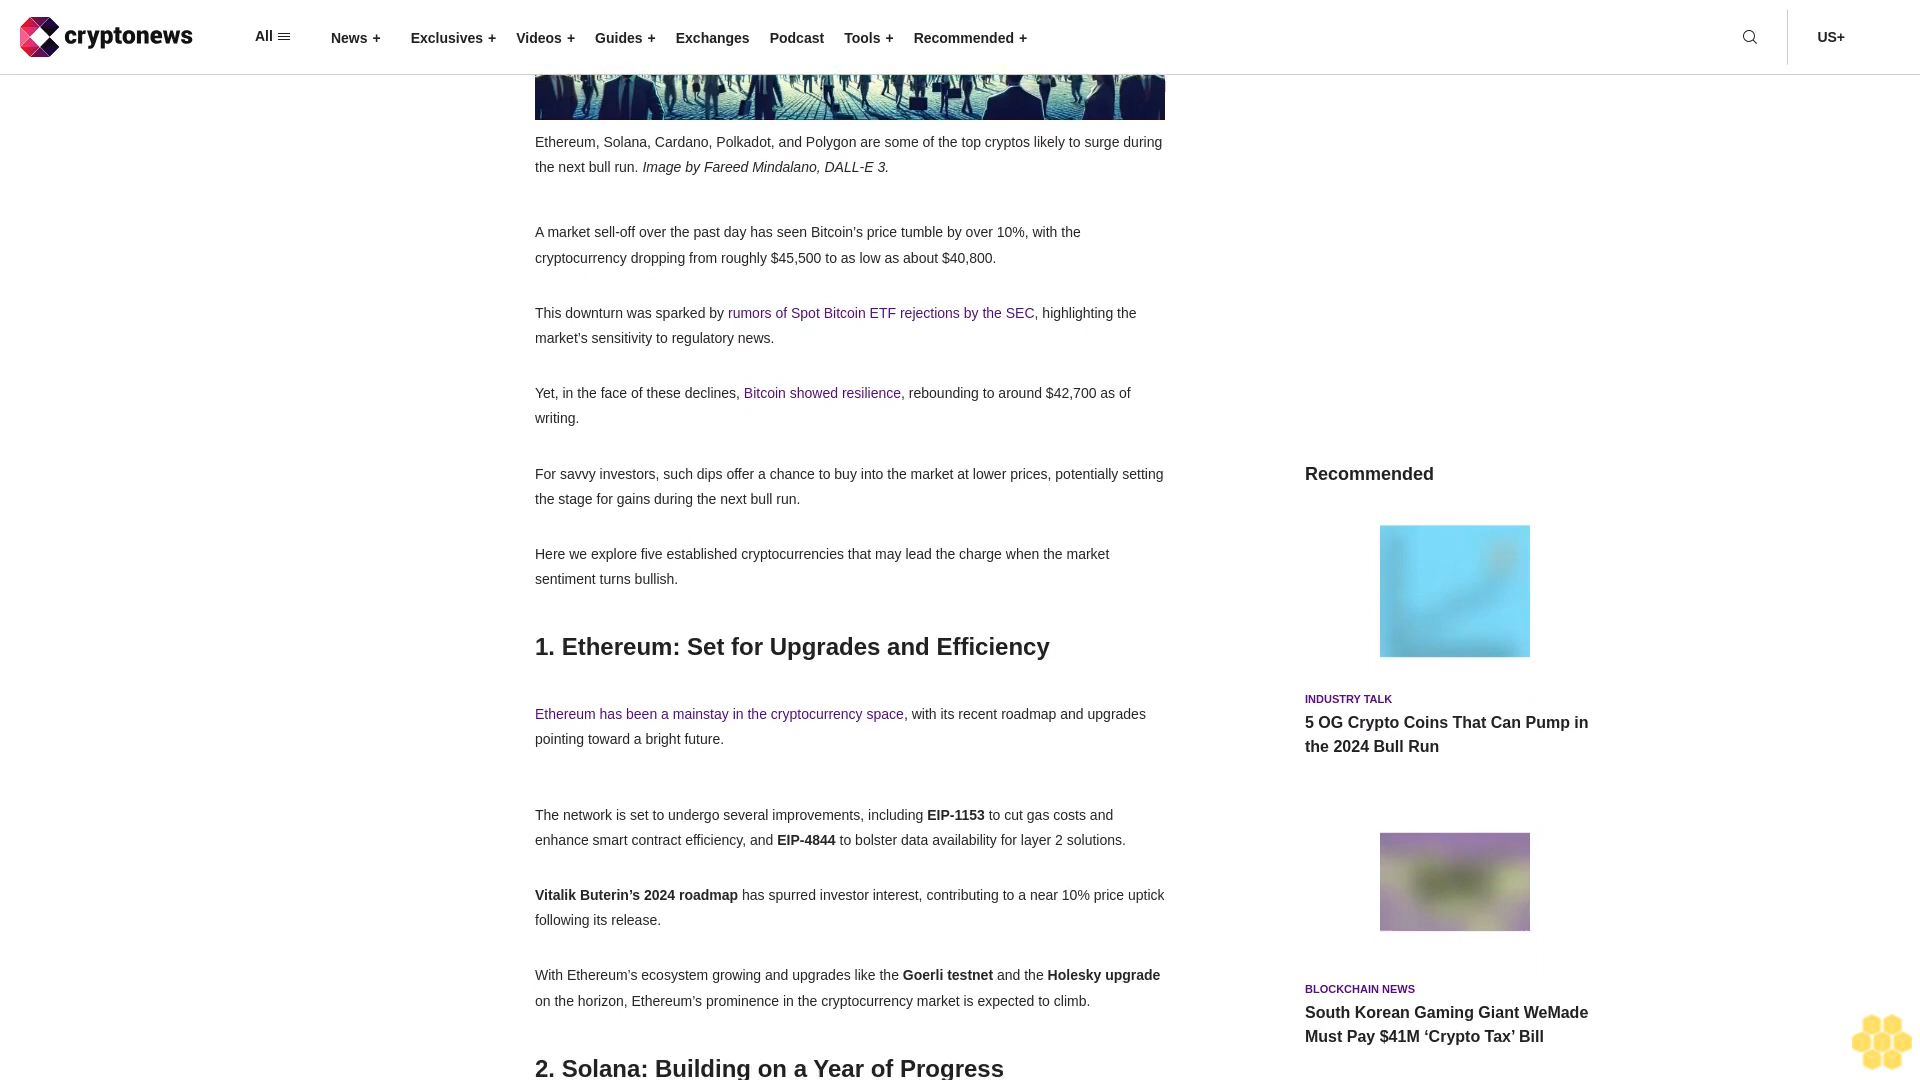 cryptonews
All
News +
Exclusives +
Videos +
Guides +
Exchanges
Podcast
Tools +
Recommended +
US+
Ethereum, Solana, Cardano, Polkadot, and Polygon are some of the top cryptos likely to surge during
the next bull run. Image by Fareed Mindalano, DALL-E 3.
A market sell-off over the past day has seen Bitcoin’s price tumble by over 10%, with the
cryptocurrency dropping from roughly $45,500 to as low as about $40,800.
This downturn was sparked by rumors of Spot Bitcoin ETF rejections by the SEC, highlighting the
market’s sensitivity to regulatory news.
Yet, in the face of these declines, Bitcoin showed resilience, rebounding to around $42,700 as of
writing.
For savvy investors, such dips offer a chance to buy into the market at lower prices, potentially setting
the stage for gains during the next bull run.
Here we explore five established cryptocurrencies that may lead the charge when the market
sentiment turns bullish.
1. Ethereum: Set for Upgrades and Efficiency
Ethereum has been a mainstay in the cryptocurrency space, with its recent roadmap and upgrades
pointing toward a bright future.
The network is set to undergo several improvements, including EIP-1153 to cut gas costs and
enhance smart contract efficiency, and EIP-4844 to bolster data availability for layer 2 solutions.
Vitalik Buterin’s 2024 roadmap has spurred investor interest, contributing to a near 10% price uptick
following its release.
With Ethereum’s ecosystem growing and upgrades like the Goerli testnet and the Holesky upgrade
on the horizon, Ethereum’s prominence in the cryptocurrency market is expected to climb.
2. Solana: Building on a Year of Progress
Recommended
INDUSTRY TALK
5 OG Crypto Coins That Can Pump in
the 2024 Bull Run
BLOCKCHAIN NEWS
South Korean Gaming Giant WeMade
Must Pay $41M ‘Crypto Tax’ Bill